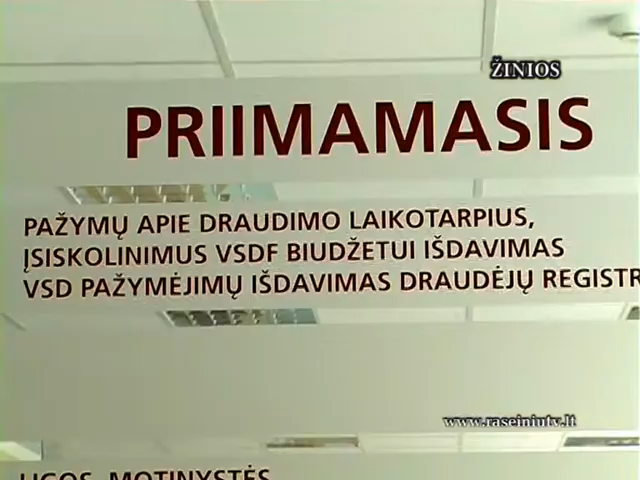 ŽINIOS
PRIIMAMASIS
PAŽYMŲ APIE DRAUDIMO LAIKOTARPIUS,
ĮSISKOLINIMUS VSDF BIUDŽETUI IŠDAVIMAS
VSD PAŽYMĖJIMŲ IŠDAVIMAS DRAUDĖJŲ REGISTR
www.raseiniutv.lt
LIGOS, MOTINYSTĖS